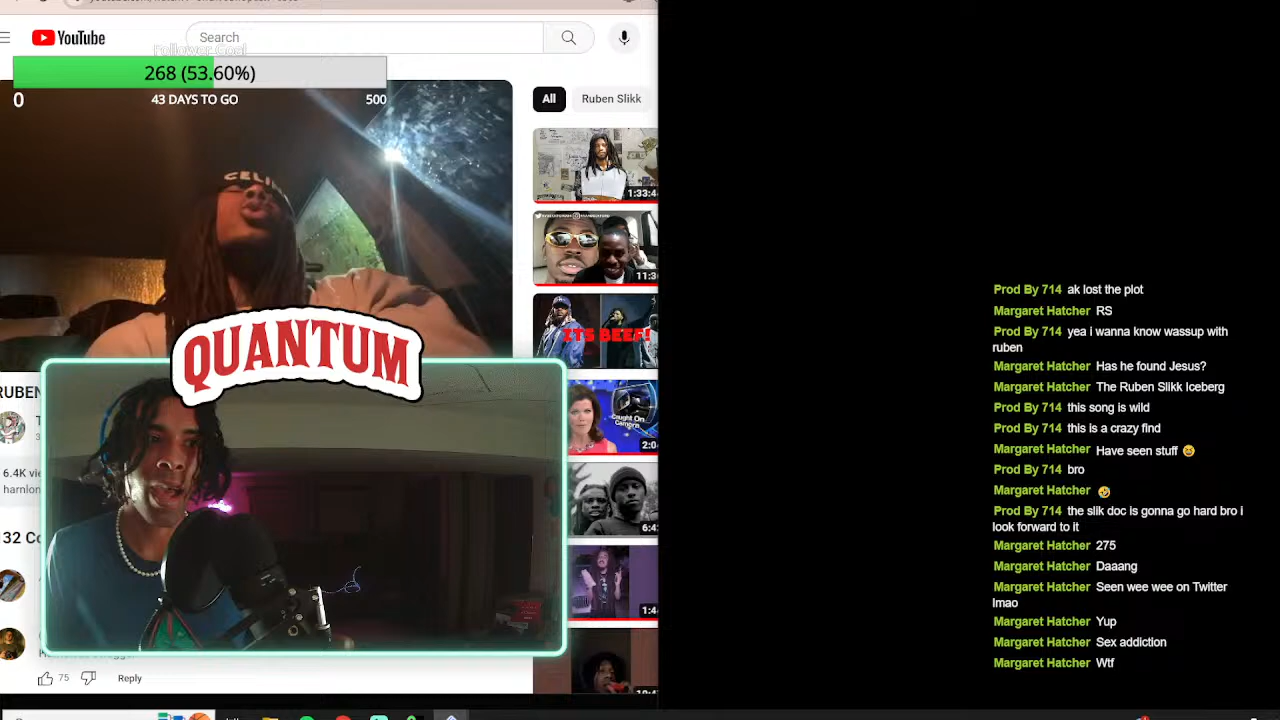 YouTube
Search
Follower Goal
268 (53.60%)
0
43 DAYS TO GO
500
All
Ruben Slikk
1:33:4
11:3
ITS BEEF!
Caught On
Camera
2:0
6:4
1:4
QUANTUM
RUBEN
6.4K
harnlon
32 Co
75
Reply
Prod By 714 ak lost the plot
Margaret Hatcher RS
Prod By 714 yea i wanna know wassup with
ruben
Margaret Hatcher Has he found Jesus?
Margaret Hatcher The Ruben Slikk Iceberg
Prod By 714 this song is wild
Prod By 714 this is a crazy find
Margaret Hatcher Have seen stuff 😆
Prod By 714 bro
Margaret Hatcher 🤣
Prod By 714 the slik doc is gonna go hard bro i
look forward to it
Margaret Hatcher 275
Margaret Hatcher Daaang
Margaret Hatcher Seen wee wee on Twitter
lmao
Margaret Hatcher Yup
Margaret Hatcher Sex addiction
Margaret Hatcher Wtf